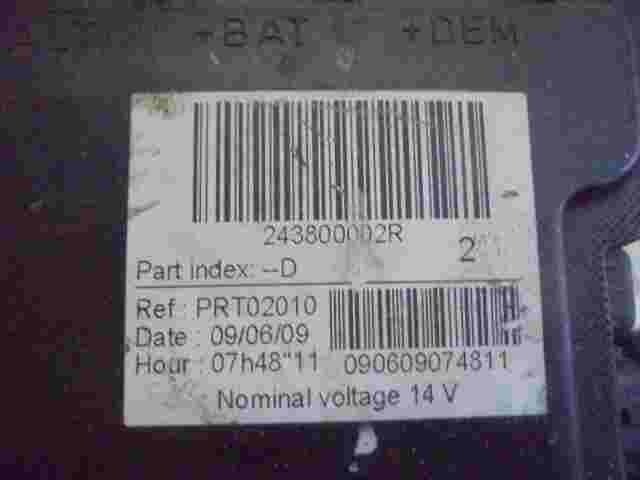 +BAT +DEM
243800002R
Part index: --D 2
Ref : PRT02010
Date : 09/06/09
Hour : 07h48"11 090609074811
Nominal voltage 14 V